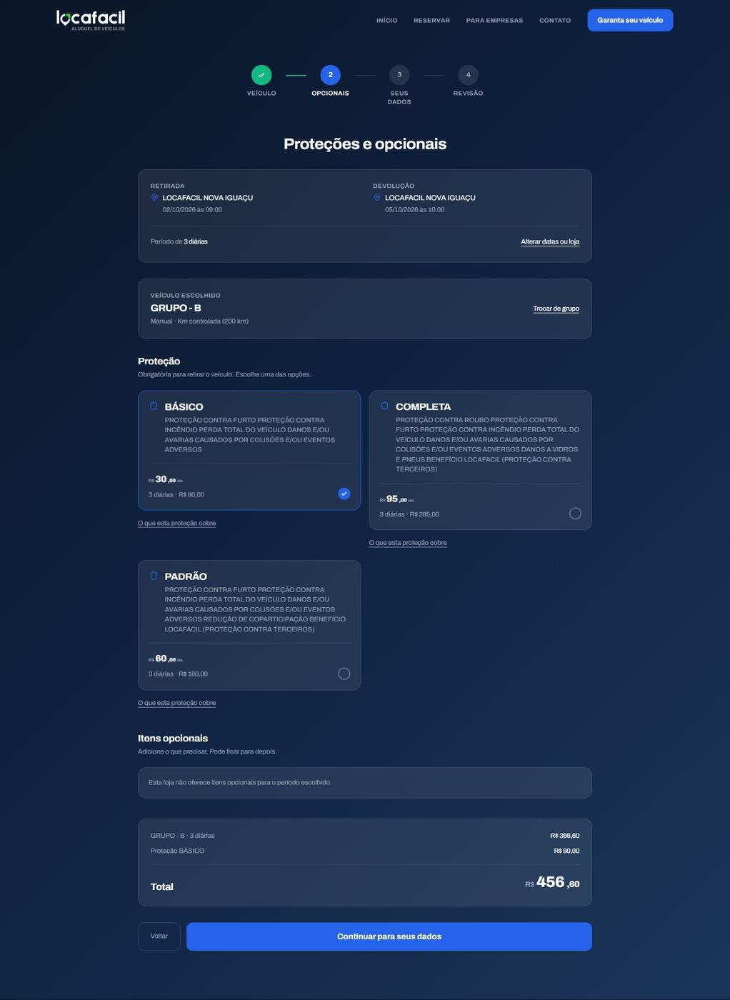 locafacil
ALUGUEL DE VEÍCULOS
INÍCIO
RESERVAR
PARA EMPRESAS
CONTATO
Garanta seu veículo
2
3
4
VEÍCULO
OPCIONAIS
SEUS
DADOS
REVISÃO
Proteções e opcionais
RETIRADA
LOCAFACIL NOVA IGUAÇU
02/10/2026 às 09:00
DEVOLUÇÃO
LOCAFACIL NOVA IGUAÇU
05/10/2026 às 10:00
Período de 3 diárias
Alterar datas ou loja
VEÍCULO ESCOLHIDO
GRUPO - B
Manual · Km controlada (200 km)
Trocar de grupo
Proteção
Obrigatória para retirar o veículo. Escolha uma das opções.
BÁSICO
PROTEÇÃO CONTRA FURTO PROTEÇÃO CONTRA
INCÊNDIO PERDA TOTAL DO VEÍCULO DANOS E/OU
AVARIAS CAUSADOS POR COLISÕES E/OU EVENTOS
ADVERSOS
R$ 30 ,00 /dia
3 diárias · R$ 90,00
O que esta proteção cobre
COMPLETA
PROTEÇÃO CONTRA ROUBO PROTEÇÃO CONTRA
FURTO PROTEÇÃO CONTRA INCÊNDIO PERDA TOTAL DO
VEÍCULO DANOS E/OU AVARIAS CAUSADOS POR
COLISÕES E/OU EVENTOS ADVERSOS DANOS A VIDROS
E PNEUS BENEFÍCIO LOCAFACIL (PROTEÇÃO CONTRA
TERCEIROS)
R$ 95 ,00 /dia
3 diárias · R$ 285,00
O que esta proteção cobre
PADRÃO
PROTEÇÃO CONTRA FURTO PROTEÇÃO CONTRA
INCÊNDIO PERDA TOTAL DO VEÍCULO DANOS E/OU
AVARIAS CAUSADOS POR COLISÕES E/OU EVENTOS
ADVERSOS REDUÇÃO DE COPARTICIPAÇÃO BENEFÍCIO
LOCAFACIL (PROTEÇÃO CONTRA TERCEIROS)
R$ 60 ,00 /dia
3 diárias · R$ 180,00
O que esta proteção cobre
Itens opcionais
Adicione o que precisar. Pode ficar para depois.
Esta loja não oferece itens opcionais para o período escolhido.
GRUPO - B · 3 diárias
R$ 366,60
Proteção BÁSICO
R$ 90,00
Total
R$ 456 ,60
Voltar
Continuar para seus dados